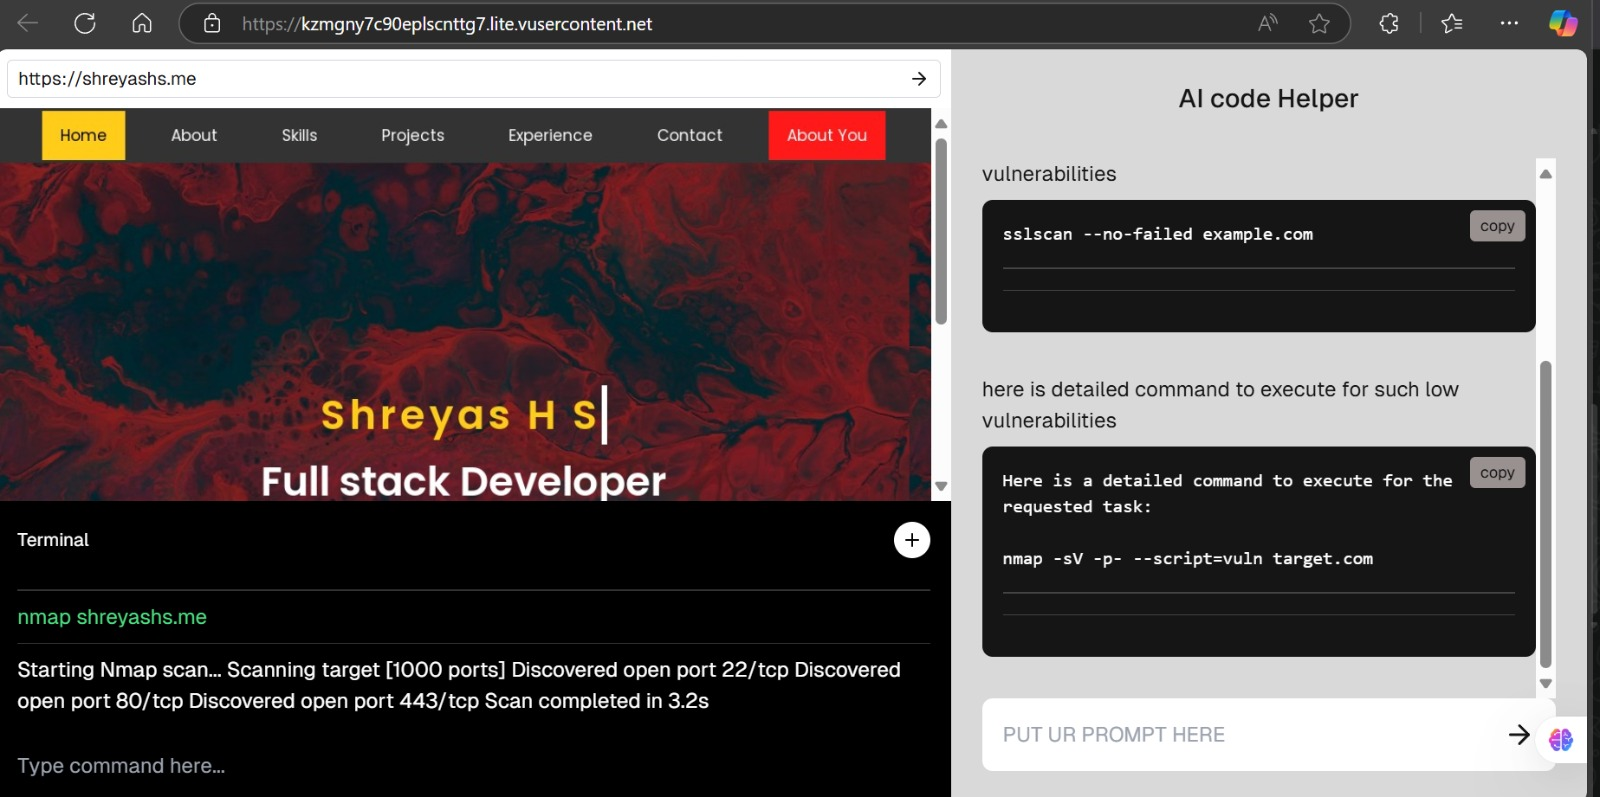 https://kzmgny7c90eplscnttg7.lite.vusercontent.net
https://shreyashs.me
Home About Skills Projects Experience Contact About You
Shreyas H S
Full stack Developer
Terminal
nmap shreyashs.me
Starting Nmap scan... Scanning target [1000 ports] Discovered open port 22/tcp Discovered
open port 80/tcp Discovered open port 443/tcp Scan completed in 3.2s
Type command here...
AI code Helper
vulnerabilities
copy
sslscan --no-failed example.com
here is detailed command to execute for such low
vulnerabilities
copy
Here is a detailed command to execute for the
requested task:
nmap -sV -p- --script=vuln target.com
PUT UR PROMPT HERE